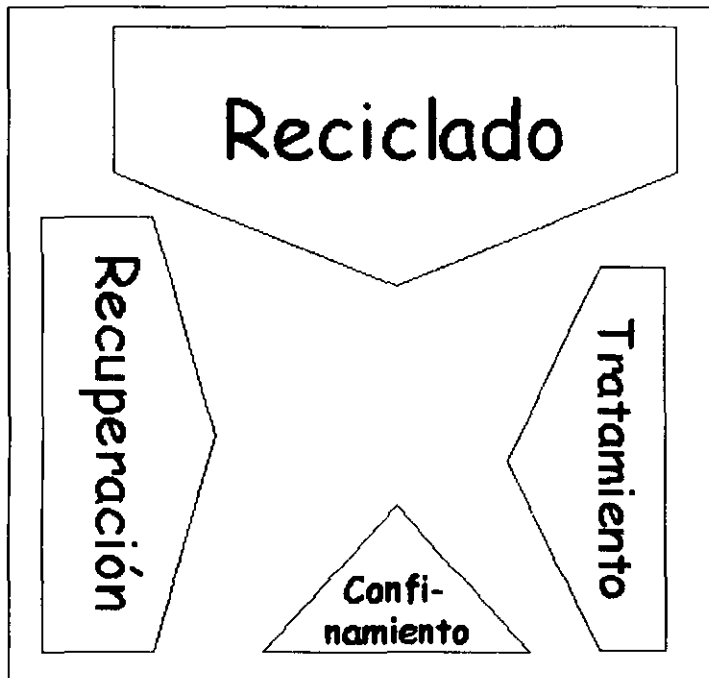 Reciclado
Recuperación
Tratamiento
Confi-
namiento